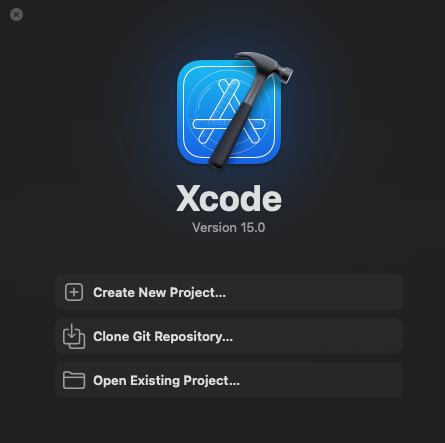 Xcode
Version 15.0
Create New Project...
Clone Git Repository...
Open Existing Project...